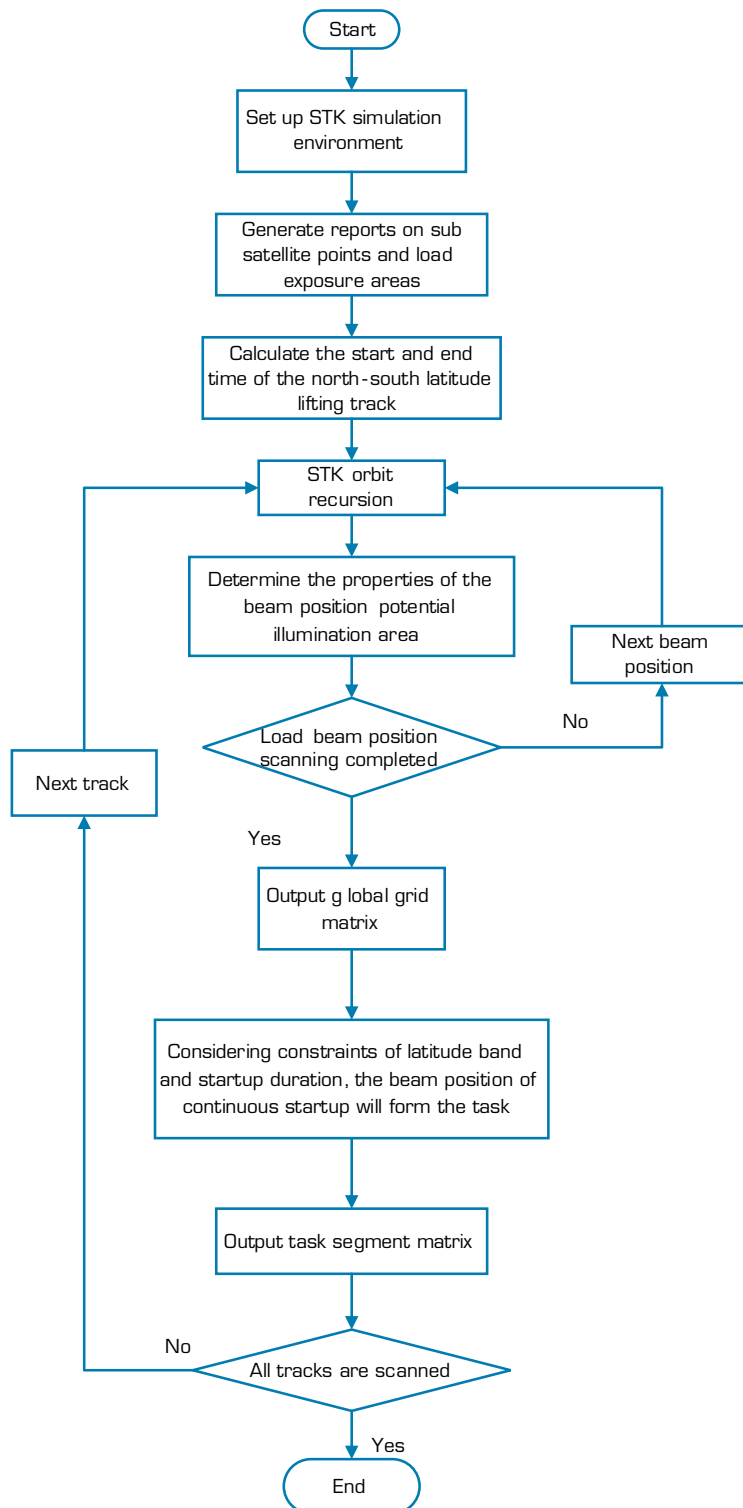 Start
Set up STK simulation
environment
Generate reports on sub
satellite points and load
exposure areas
Calculate the start and end
time of the north-south latitude
lifting track
STK orbit
recursion
Determine the properties of the
beam position potential
illumination area
Next beam
position
No
Load beam position
scanning completed
Next track
Yes
Output g lobal grid
matrix
Considering constraints of latitude band
and startup duration, the beam position of
continuous startup will form the task
Output task segment matrix
No
All tracks are scanned
Yes
End